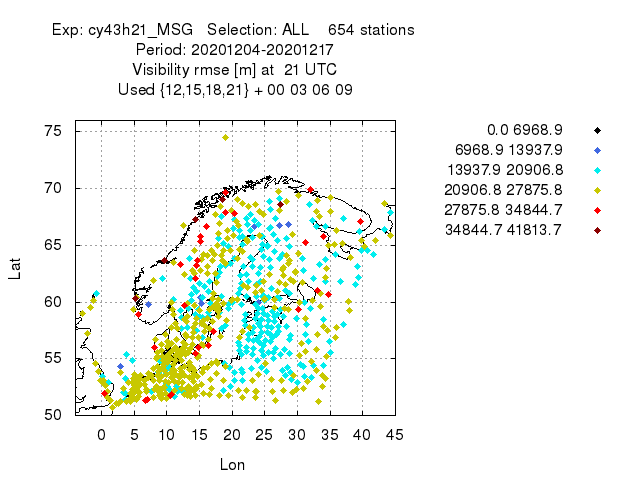 Exp: cy43h21_MSG Selection: ALL 654 stations
Period: 20201204-20201217
Visibility rmse [m] at 21 UTC
Used {12,15,18,21} + 00 03 06 09
0.0 6968.9
6968.9 13937.9
13937.9 20906.8
20906.8 27875.8
27875.8 34844.7
34844.7 41813.7
75
70
65
60
55
50
Lat
0 5 10 15 20 25 30 35 40 45
Lon